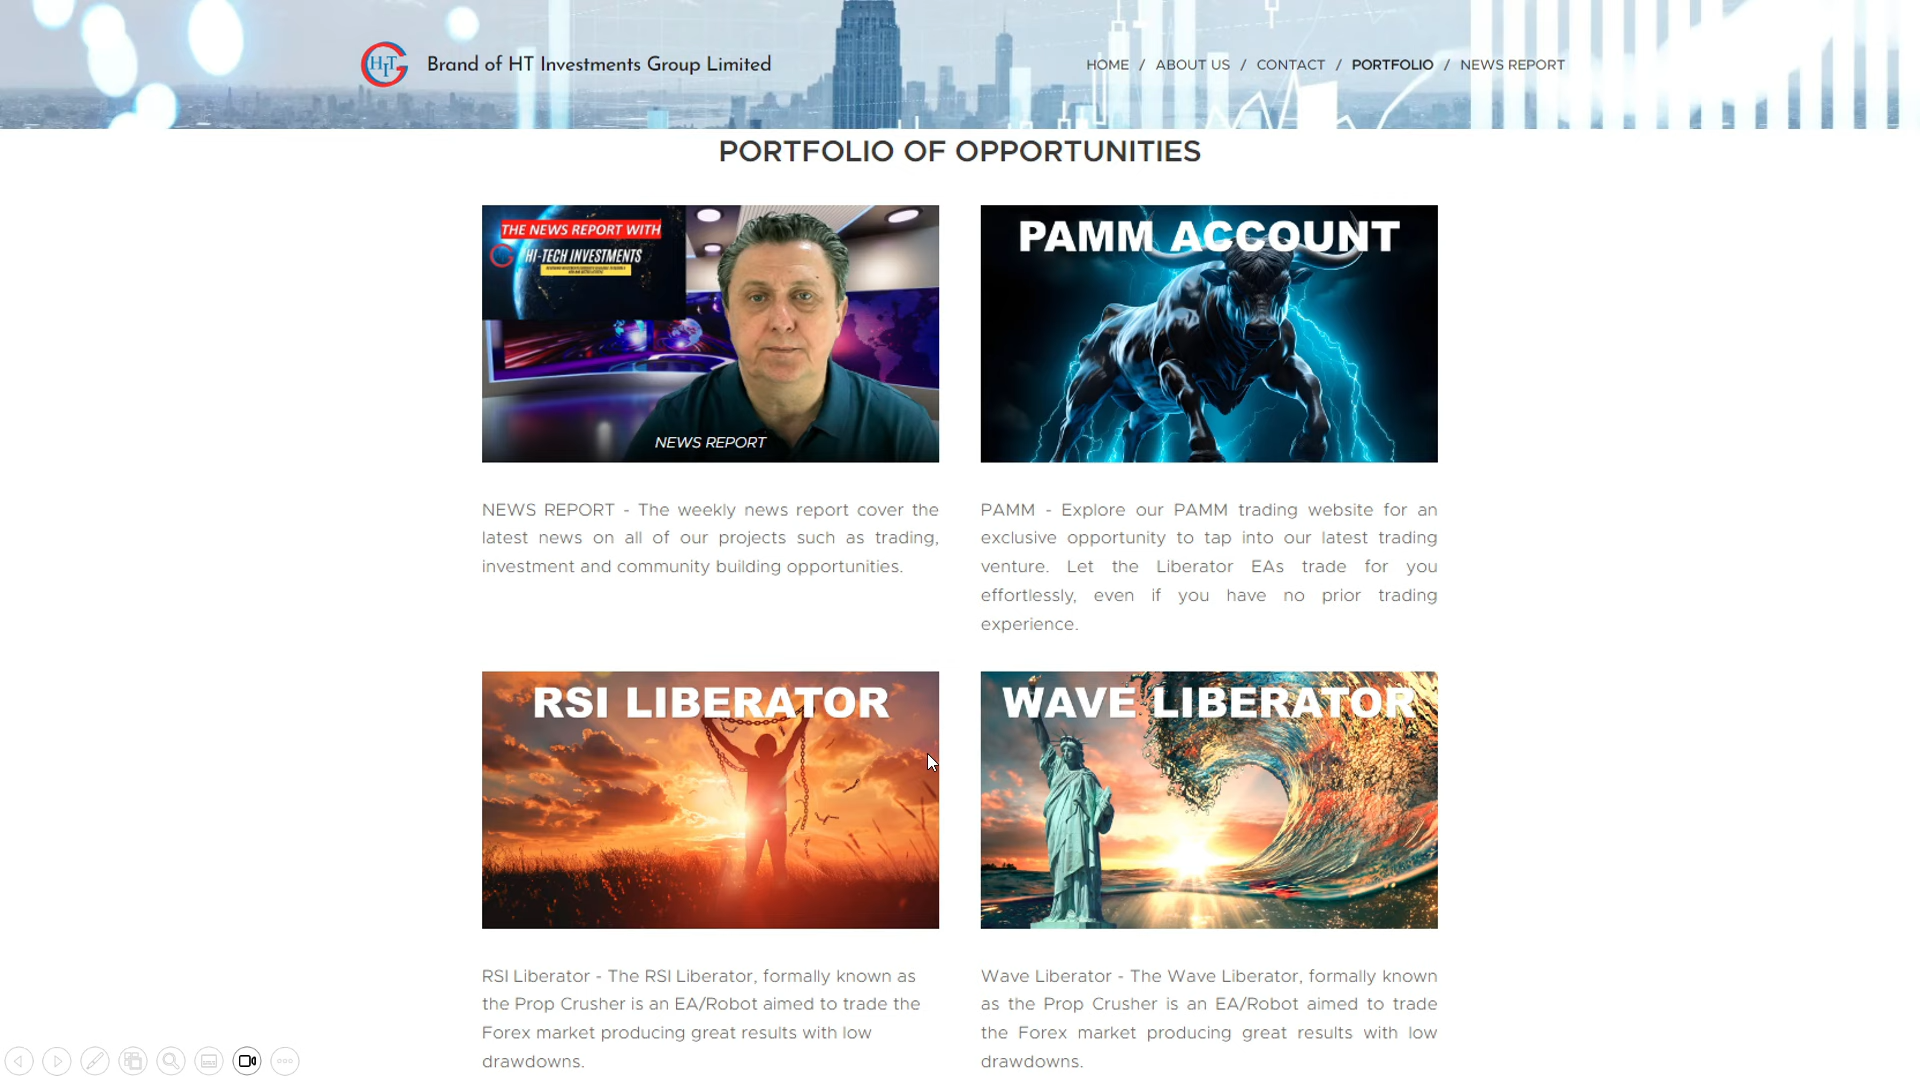 HIT
Brand of HT Investments Group Limited
HOME / ABOUT US / CONTACT / PORTFOLIO / NEWS REPORT
PORTFOLIO OF OPPORTUNITIES
THE NEWS REPORT WITH
HI-TECH INVESTMENTS
NEWS REPORT
PAMM ACCOUNT
NEWS REPORT - The weekly news report cover the
latest news on all of our projects such as trading,
investment and community building opportunities.
PAMM - Explore our PAMM trading website for an
exclusive opportunity to tap into our latest trading
venture. Let the Liberator EAs trade for you
effortlessly, even if you have no prior trading
experience.
RSI LIBERATOR
WAVE LIBERATOR
RSI Liberator - The RSI Liberator, formally known as
the Prop Crusher is an EA/Robot aimed to trade the
Forex market producing great results with low
drawdowns.
Wave Liberator - The Wave Liberator, formally known
as the Prop Crusher is an EA/Robot aimed to trade
the Forex market producing great results with low
drawdowns.